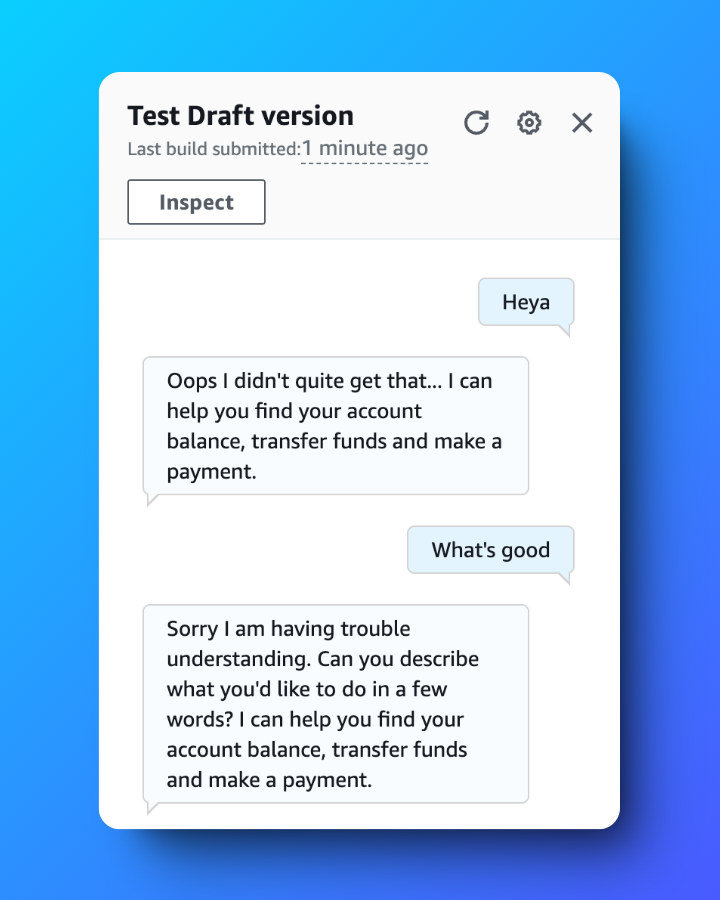 Test Draft version
Last build submitted:1 minute ago
Inspect
Heya
Oops I didn't quite get that... I can
help you find your account
balance, transfer funds and make a
payment.
What's good
Sorry I am having trouble
understanding. Can you describe
what you'd like to do in a few
words? I can help you find your
account balance, transfer funds
and make a payment.